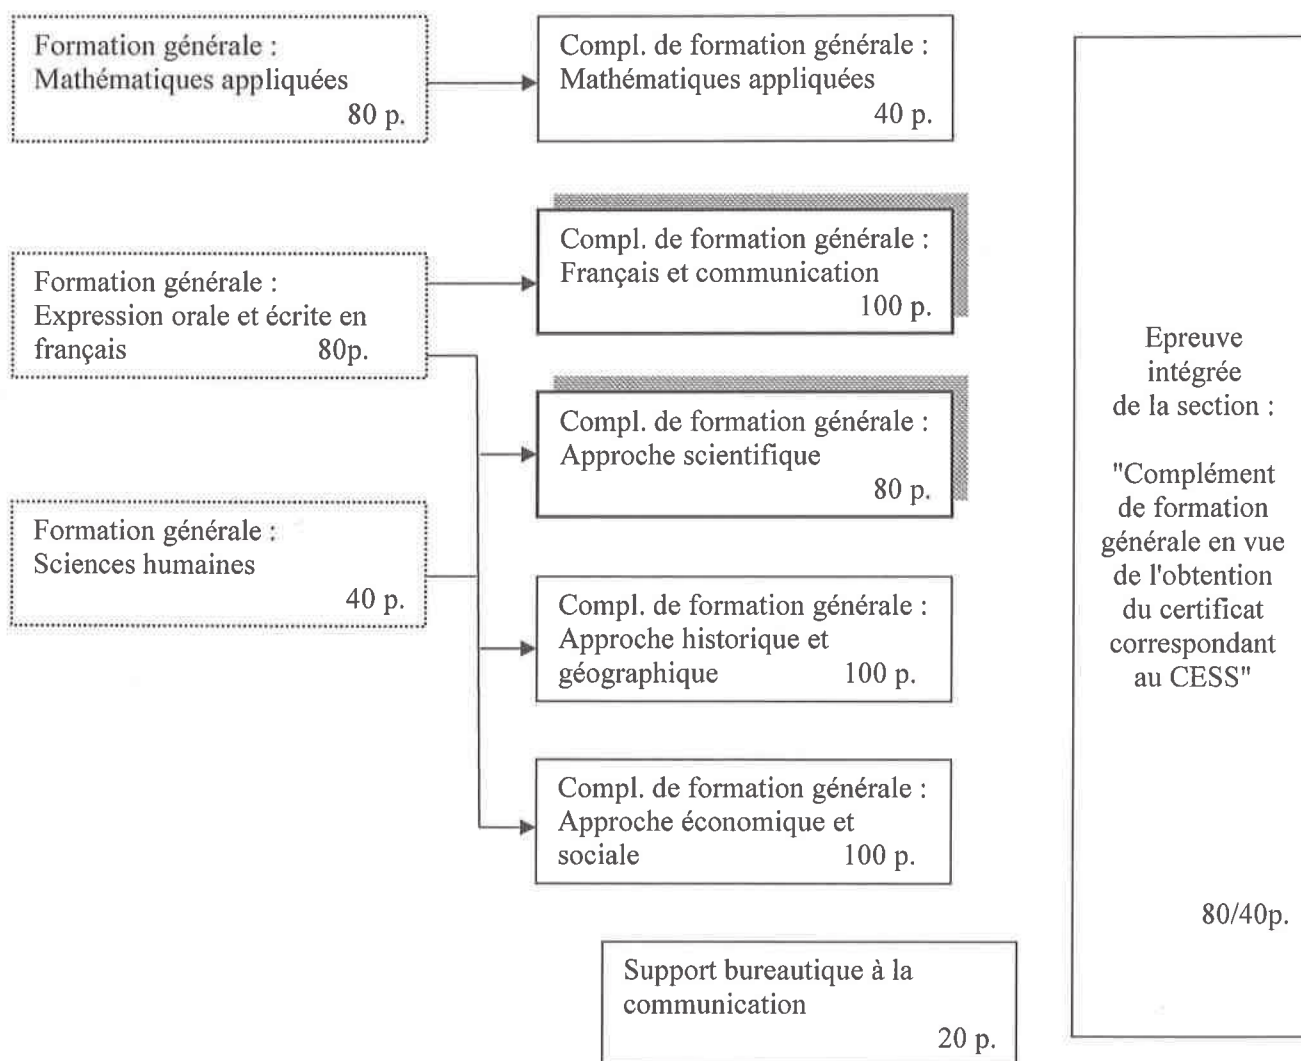 Formation générale :
Mathématiques appliquées
80 p.
Compl. de formation générale :
Mathématiques appliquées
40 p.
Formation générale :
Expression orale et écrite en
français 80p.
Compl. de formation générale :
Français et communication
100 p.
Compl. de formation générale :
Approche scientifique
80 p.
Formation générale :
Sciences humaines
40 p.
Compl. de formation générale :
Approche historique et
géographique 100 p.
Compl. de formation générale :
Approche économique et
sociale 100 p.
Support bureautique à la
communication
20 p.
Epreuve
intégrée
de la section :
"Complément
de formation
générale en vue
de l'obtention
du certificat
correspondant
au CESS"
80/40p.